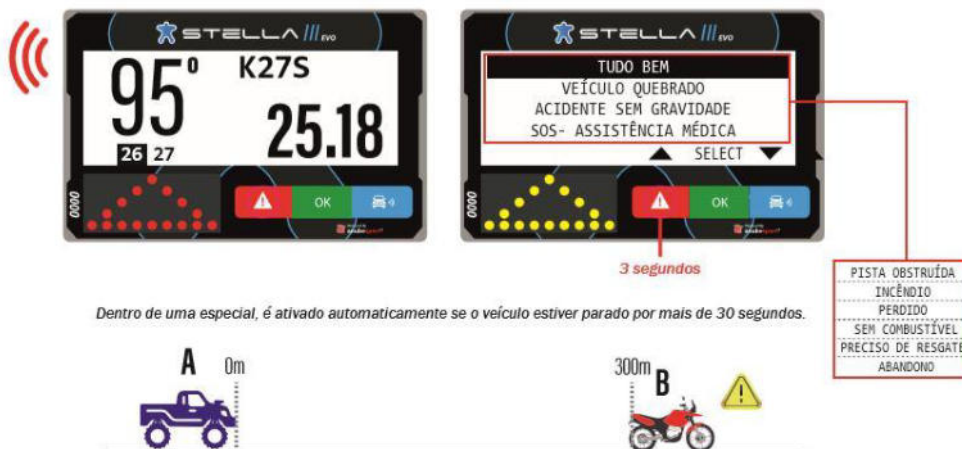 STELLA III EVO
95° K27S
26 27 25.18
0000
OK
STELLA III EVO
TUDO BEM
VEÍCULO QUEBRADO
ACIDENTE SEM GRAVIDADE
SOS- ASSISTÊNCIA MÉDICA
SELECT
0000
OK
3 segundos
PISTA OBSTRUÍDA
INCÊNDIO
PERDIDO
SEM COMBUSTÍVEL
PRECISO DE RESGATE
ABANDONO
Dentro de uma especial, é ativado automaticamente se o veículo estiver parado por mais de 30 segundos.
A 0m
300m B